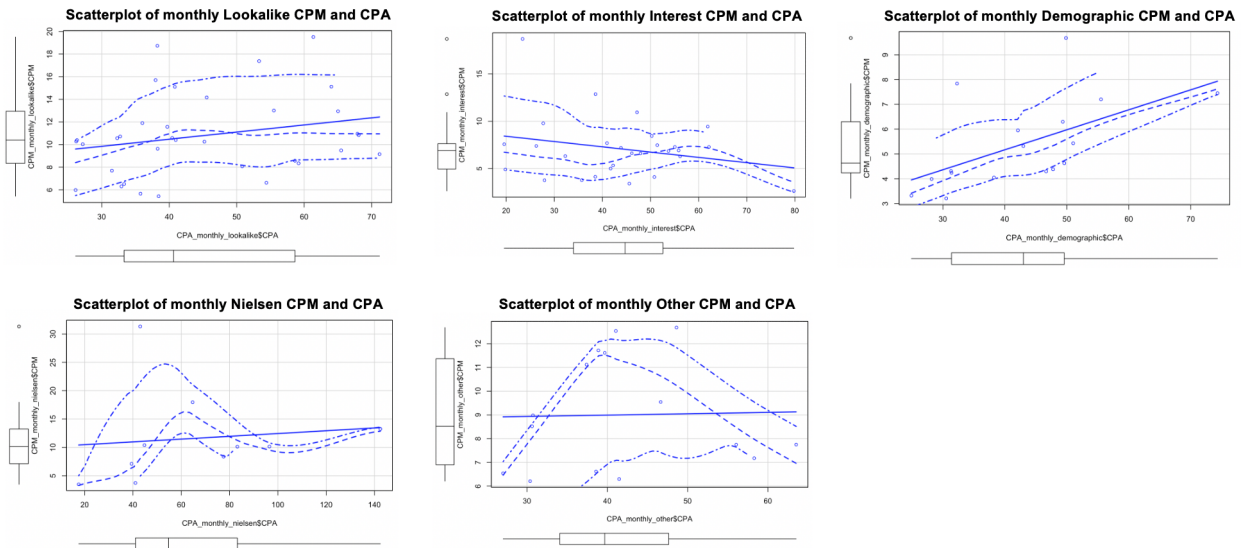 Scatterplot of monthly Lookalike CPM and CPA
CPM_monthly_lookalike$CPM
6 8 10 12 14 16 18 20
30 40 50 60 70
CPA_monthly_lookalike$CPA
Scatterplot of monthly Interest CPM and CPA
CPM_monthly_interest$CPM
5 10 15
20 30 40 50 60 70 80
CPA_monthly_interest$CPA
Scatterplot of monthly Demographic CPM and CPA
CPM_monthly_demographic$CPM
3 4 5 6 7 8 9
30 40 50 60 70
CPA_monthly_demographic$CPA
Scatterplot of monthly Nielsen CPM and CPA
CPM_monthly_nielsen$CPM
5 10 15 20 25 30
20 40 60 80 100 120 140
CPA_monthly_nielsen$CPA
Scatterplot of monthly Other CPM and CPA
CPM_monthly_other$CPM
6 7 8 9 10 11 12
30 40 50 60
CPA_monthly_other$CPA